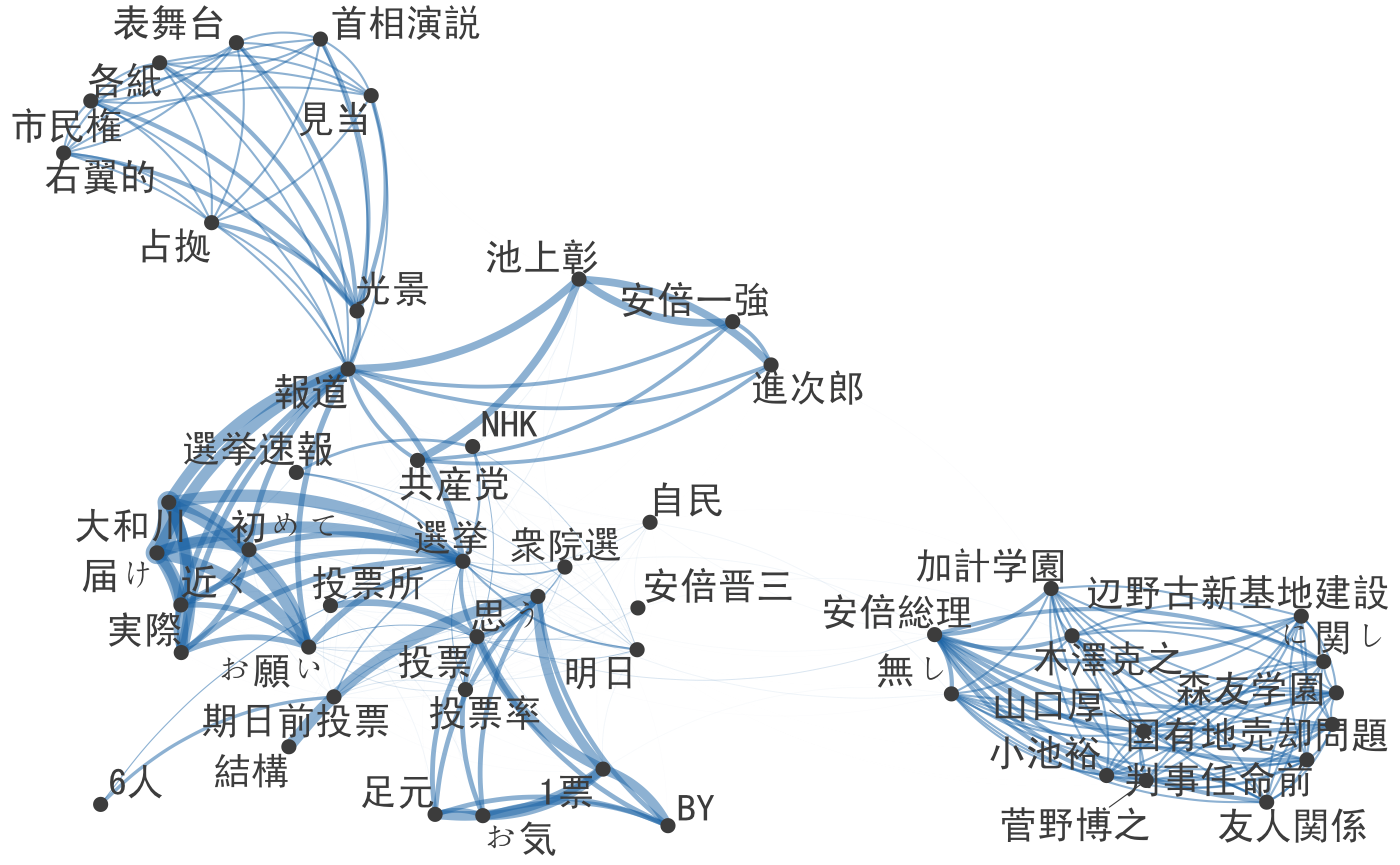 表舞台
首相演説
各紙
見当
市民権
右翼的
占拠
池上彰
光景
安倍一強
報道
進次郎
NHK
選挙速報
共産党
自民
大和川
初めて
選挙
衆院選
加計学園
届け
近く
投票所
安倍晋三
辺野古新基地建設
実際
思う
安倍総理
に関し
お願い
投票
明日
無し
木澤克之
森友学園
期日前投票
投票率
山口厚
国有地売却問題
結構
小池裕
6人
足元
1票
BY
判事任命前
お気
菅野博之
友人関係